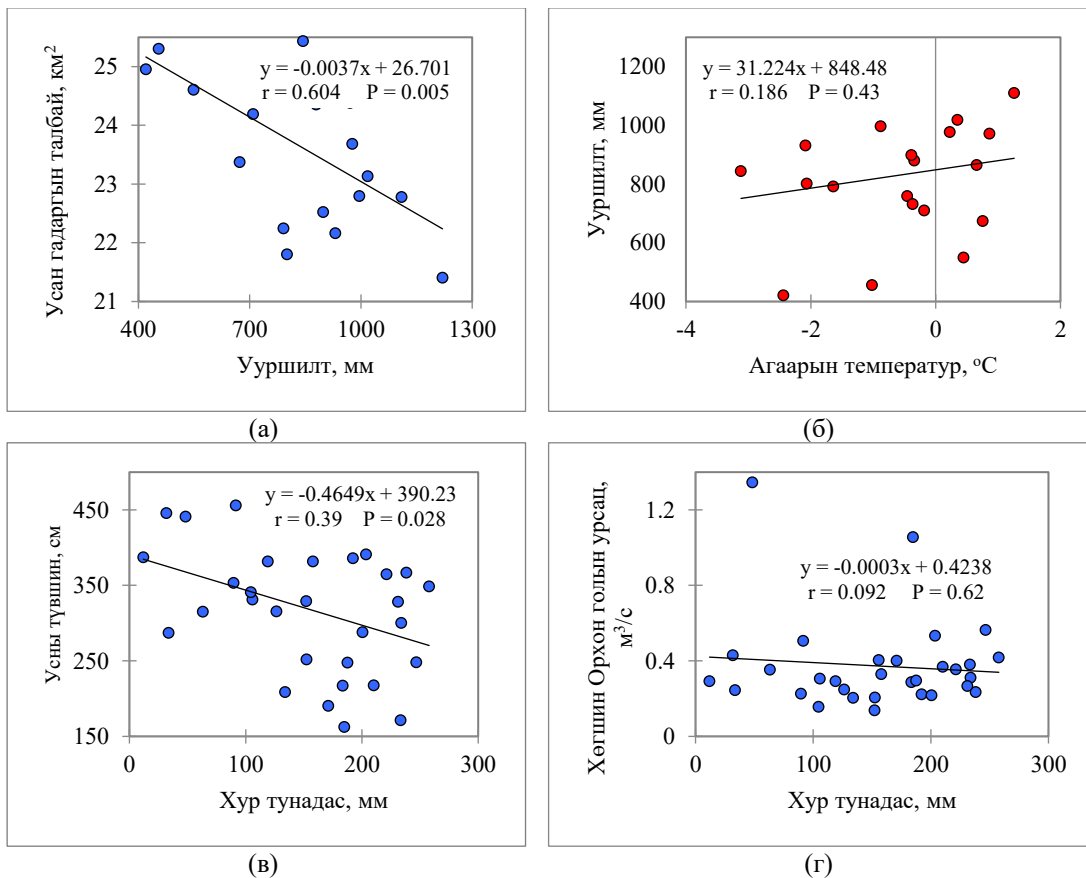 Усан гадаргын талбай, км²
25
24
23
22
21
y = -0.0037x + 26.701
r = 0.604 P = 0.005
400 700 1000 1300
Ууршилт, мм
(а)
Ууршилт, мм
1200
1000
800
600
400
y = 31.224x + 848.48
r = 0.186 P = 0.43
-4 -2 0 2
Агаарын температур, °C
(б)
Усны түвшин, см
450
350
250
150
y = -0.4649x + 390.23
r = 0.39 P = 0.028
0 100 200 300
Хур тунадас, мм
(в)
Хөгшин Орхон голын урсац,
м³/с
1.2
0.8
0.4
0
y = -0.0003x + 0.4238
r = 0.092 P = 0.62
0 100 200 300
Хур тунадас, мм
(г)